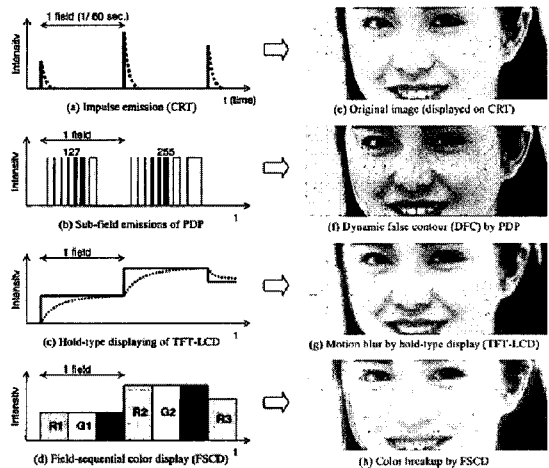 1 field (1/ 60 sec.)
Intensity
t (time)
(a) Impulse emission (CRT)
(e) Original image (displayed on CRT)
1 field
127
255
Intensity
t
(b) Sub-field emissions of PDP
(f) Dynamic false contour (DFC) by PDP
1 field
Intensity
t
(c) Hold-type displaying of TFT-LCD
(g) Motion blur by hold-type display (TFT-LCD)
1 field
Intensity
R1
G1
R2
G2
R3
t
(d) Field-sequential color display (FSCD)
(h) Color breakup by FSCD